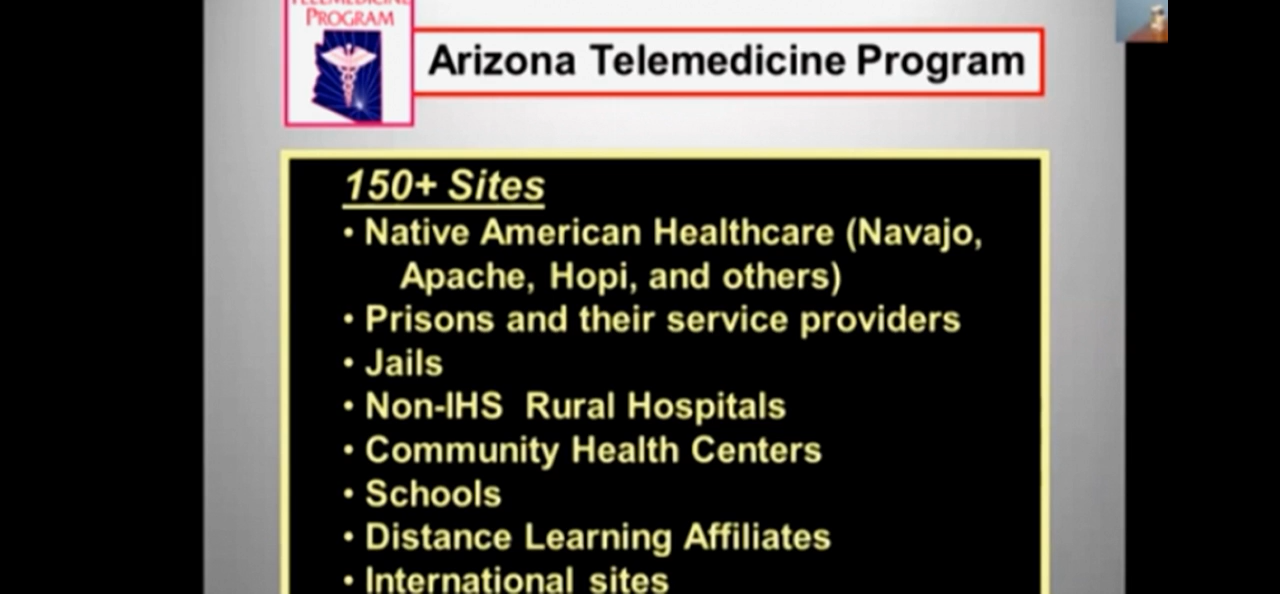 TELEMEDICINE
PROGRAM
Arizona Telemedicine Program
150+ Sites
• Native American Healthcare (Navajo,
Apache, Hopi, and others)
• Prisons and their service providers
• Jails
• Non-IHS Rural Hospitals
• Community Health Centers
• Schools
• Distance Learning Affiliates
• International sites